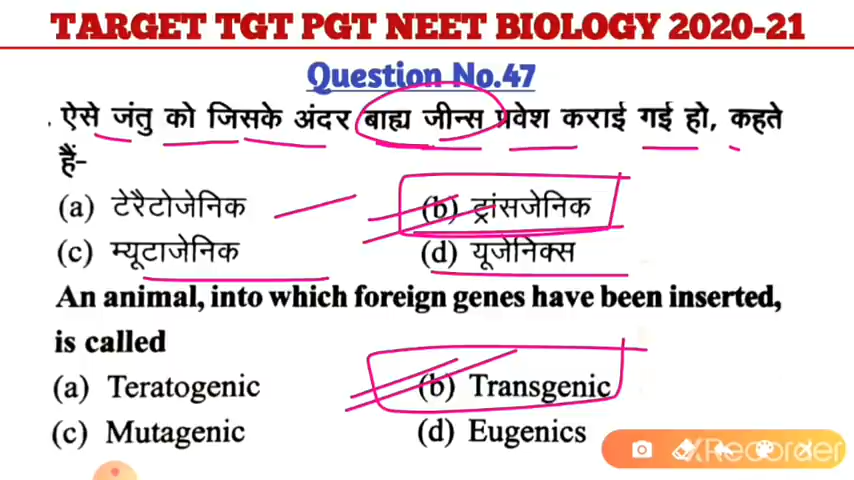 TARGET TGT PGT NEET BIOLOGY 2020-21
Question No.47
. ऐसे जंतु को जिसके अंदर बाह्य जीन्स प्रवेश कराई गई हो, कहते
हैं-
(a) टेरैटोजेनिक (b) ट्रांसजेनिक
(c) म्यूटाजेनिक (d) यूजेनिक्स
An animal, into which foreign genes have been inserted,
is called
(a) Teratogenic (b) Transgenic
(c) Mutagenic (d) Eugenics
XRecorder